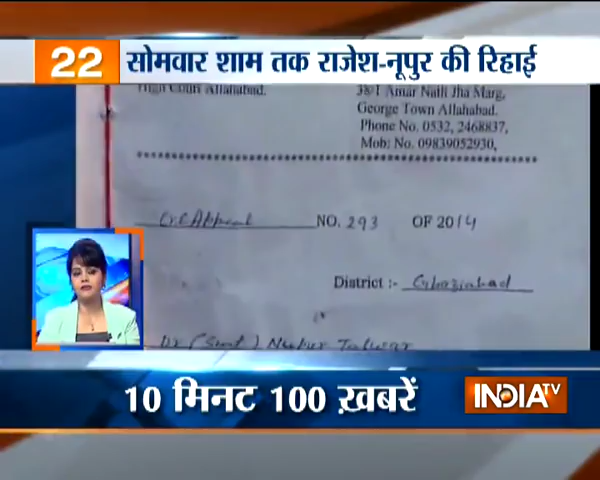 22 सोमवार शाम तक राजेश-नूपुर की रिहाई
High Court Allahabad.
38/1 Amar Nath Jha Marg,
George Town Allahabad.
Phone No. 0532, 2468837,
Mob: No. 09839052930,
Crl Appeal NO. 293 OF 2014
District :- Ghaziabad
Dr (Smt) Nupur Talwar
10 मिनट 100 ख़बरें
INDIA TV